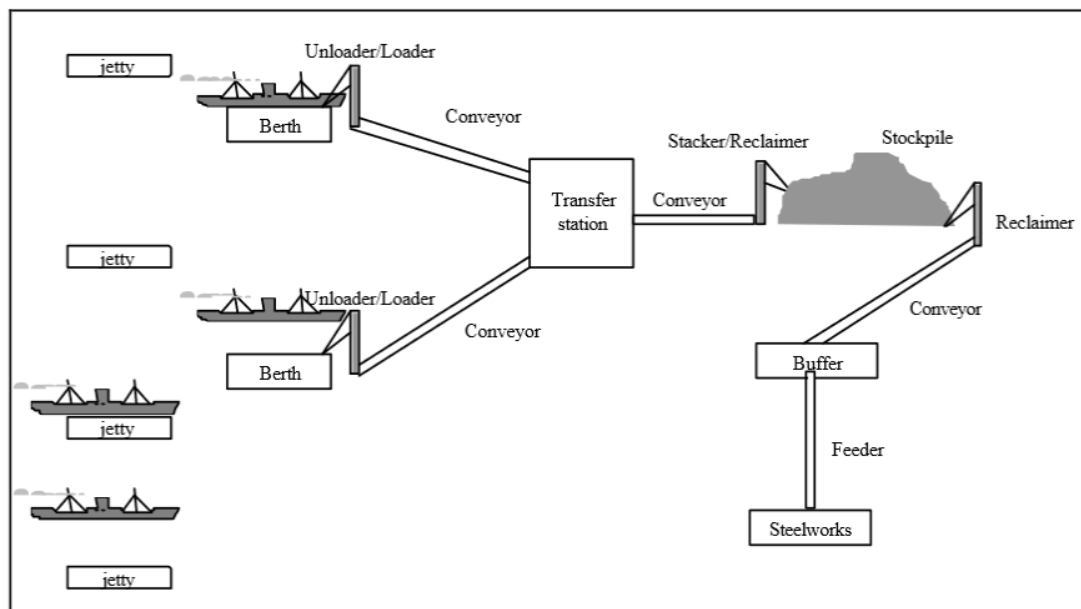 jetty
Unloader/Loader
Berth
Conveyor
Stacker/Reclaimer
Stockpile
Transfer
station
Conveyor
Reclaimer
jetty
Unloader/Loader
Conveyor
Conveyor
Berth
Buffer
jetty
Feeder
Steelworks
jetty